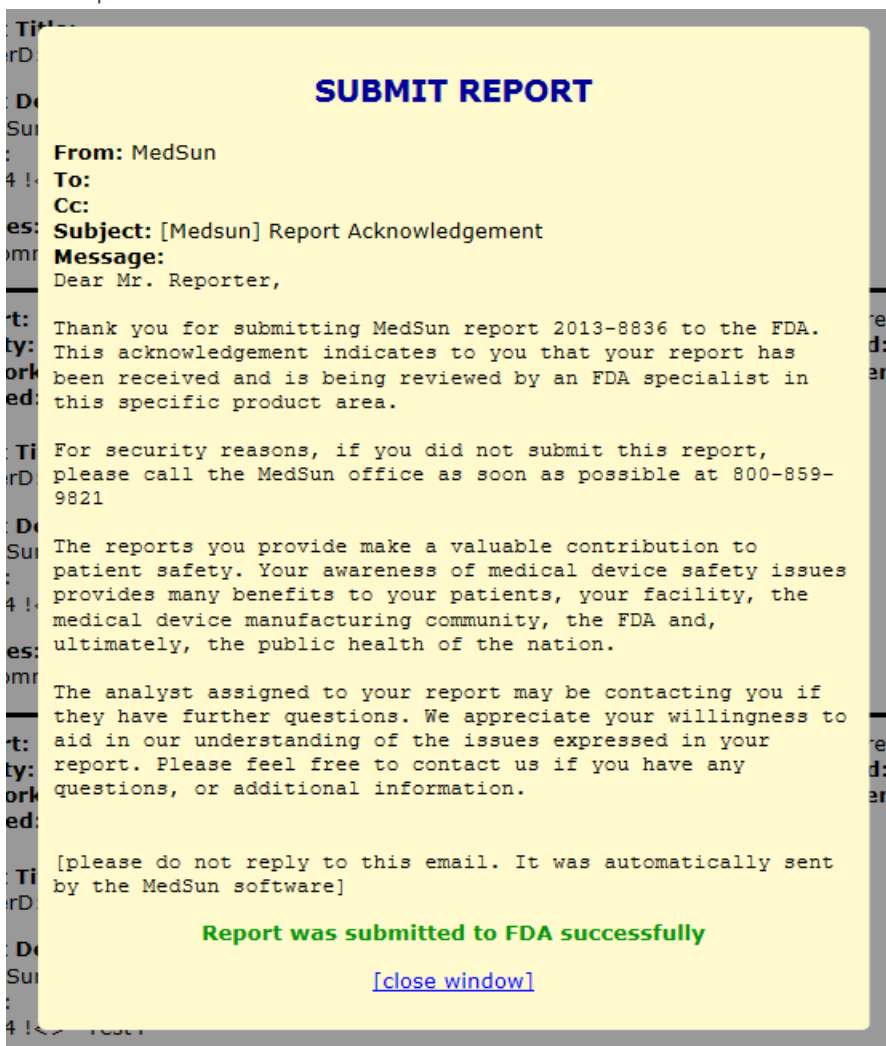 SUBMIT REPORT
From: MedSun
To:
Cc:
Subject: [Medsun] Report Acknowledgement
Message:
Dear Mr. Reporter,
Thank you for submitting MedSun report 2013-8836 to the FDA.
This acknowledgement indicates to you that your report has
been received and is being reviewed by an FDA specialist in
this specific product area.
For security reasons, if you did not submit this report,
please call the MedSun office as soon as possible at 800-859-
9821
The reports you provide make a valuable contribution to
patient safety. Your awareness of medical device safety issues
provides many benefits to your patients, your facility, the
medical device manufacturing community, the FDA and,
ultimately, the public health of the nation.
The analyst assigned to your report may be contacting you if
they have further questions. We appreciate your willingness to
aid in our understanding of the issues expressed in your
report. Please feel free to contact us if you have any
questions, or additional information.
[please do not reply to this email. It was automatically sent
by the MedSun software]
Report was submitted to FDA successfully
[close window]